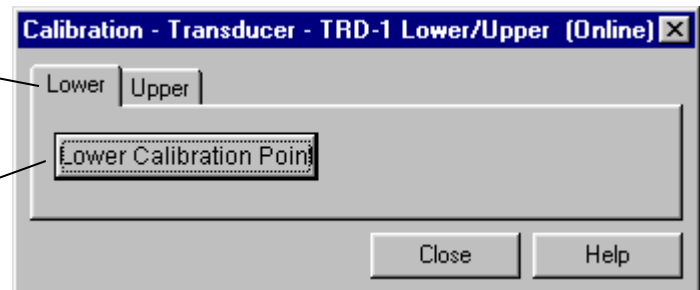 Calibration - Transducer - TRD-1 Lower/Upper (Online)
Lower Upper
Lower Calibration Poin
Close Help